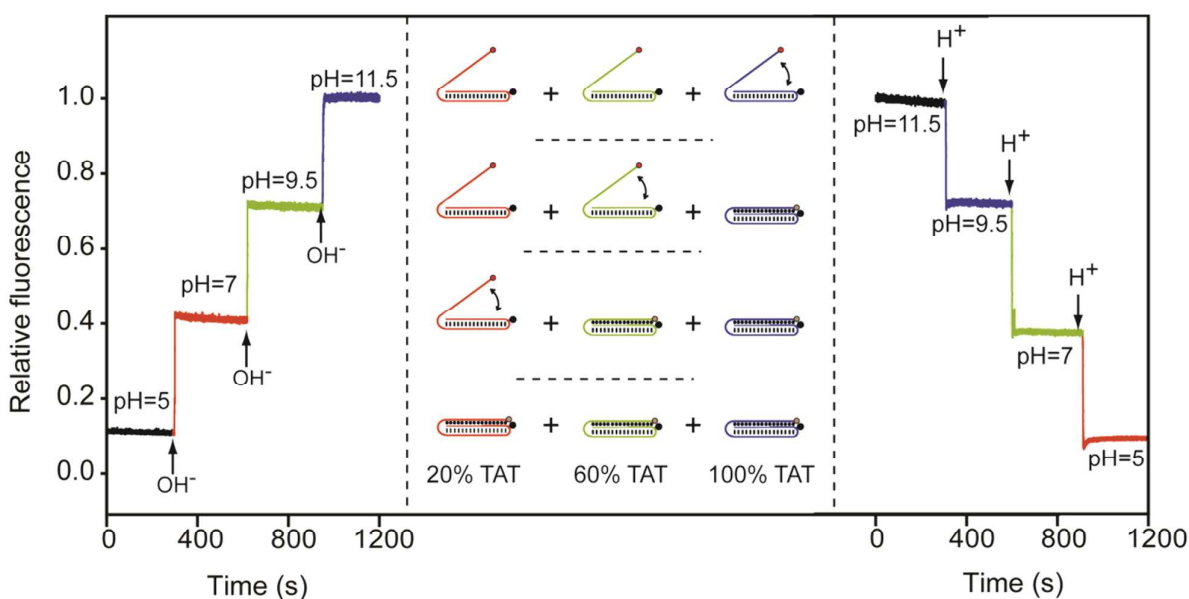 Relative fluorescence
1.0
0.8
0.6
0.4
0.2
0.0
pH=5
pH=7
pH=9.5
pH=11.5
OH⁻
OH⁻
OH⁻
0 400 800 1200
Time (s)
+ +
+ +
+ +
+ +
20% TAT 60% TAT 100% TAT
H⁺
pH=11.5
H⁺
pH=9.5
H⁺
pH=7
pH=5
0 400 800 1200
Time (s)